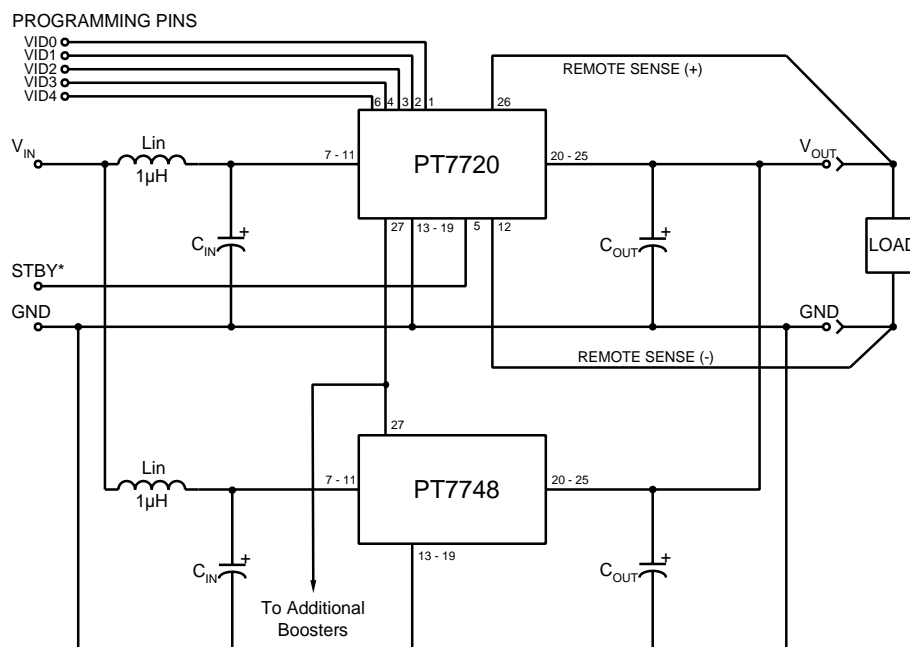 PROGRAMMING PINS
VID0
VID1
VID2
VID3
VID4
6 4 3 2 1
26
REMOTE SENSE (+)
VIN
Lin
1µH
7 - 11
PT7720
20 - 25
VOUT
CIN
+
27
13 - 19
5
12
COUT
+
LOAD
STBY*
GND
GND
REMOTE SENSE (-)
27
Lin
1µH
7 - 11
PT7748
20 - 25
13 - 19
CIN
+
COUT
+
To Additional
Boosters